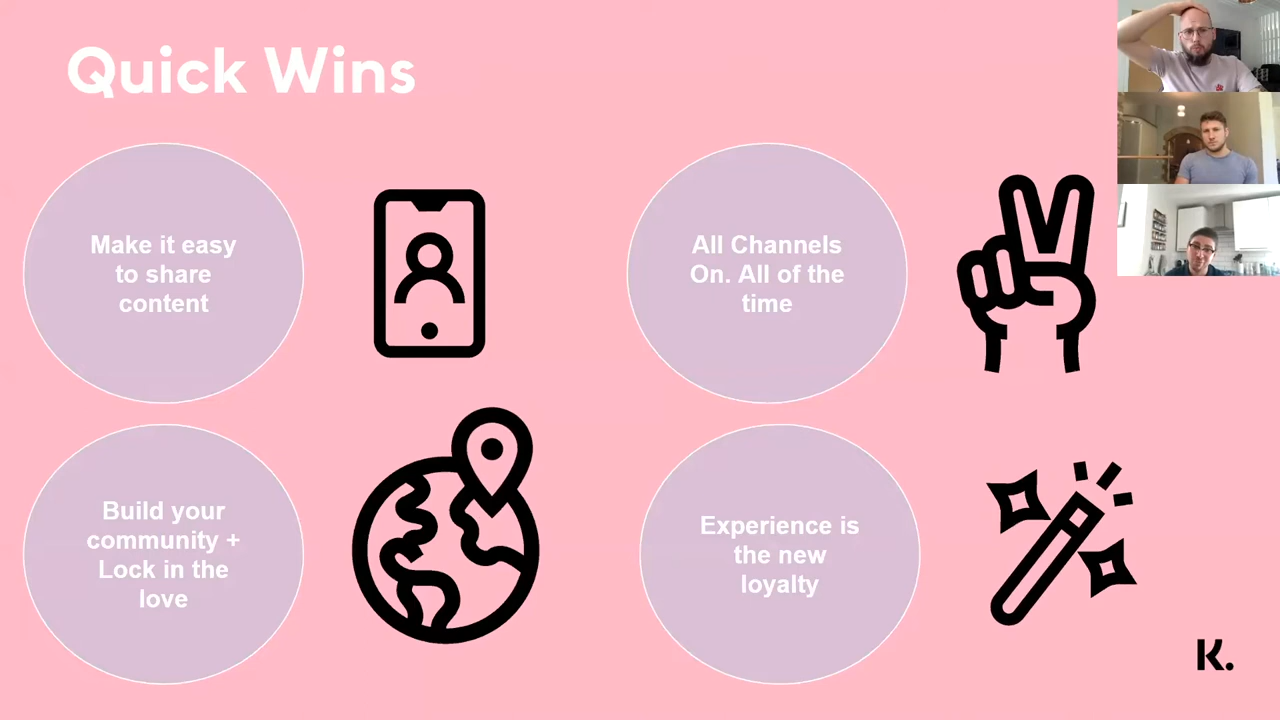 Quick Wins
Make it easy
to share
content
All Channels
On. All of the
time
Build your
community +
Lock in the
love
Experience is
the new
loyalty
K.